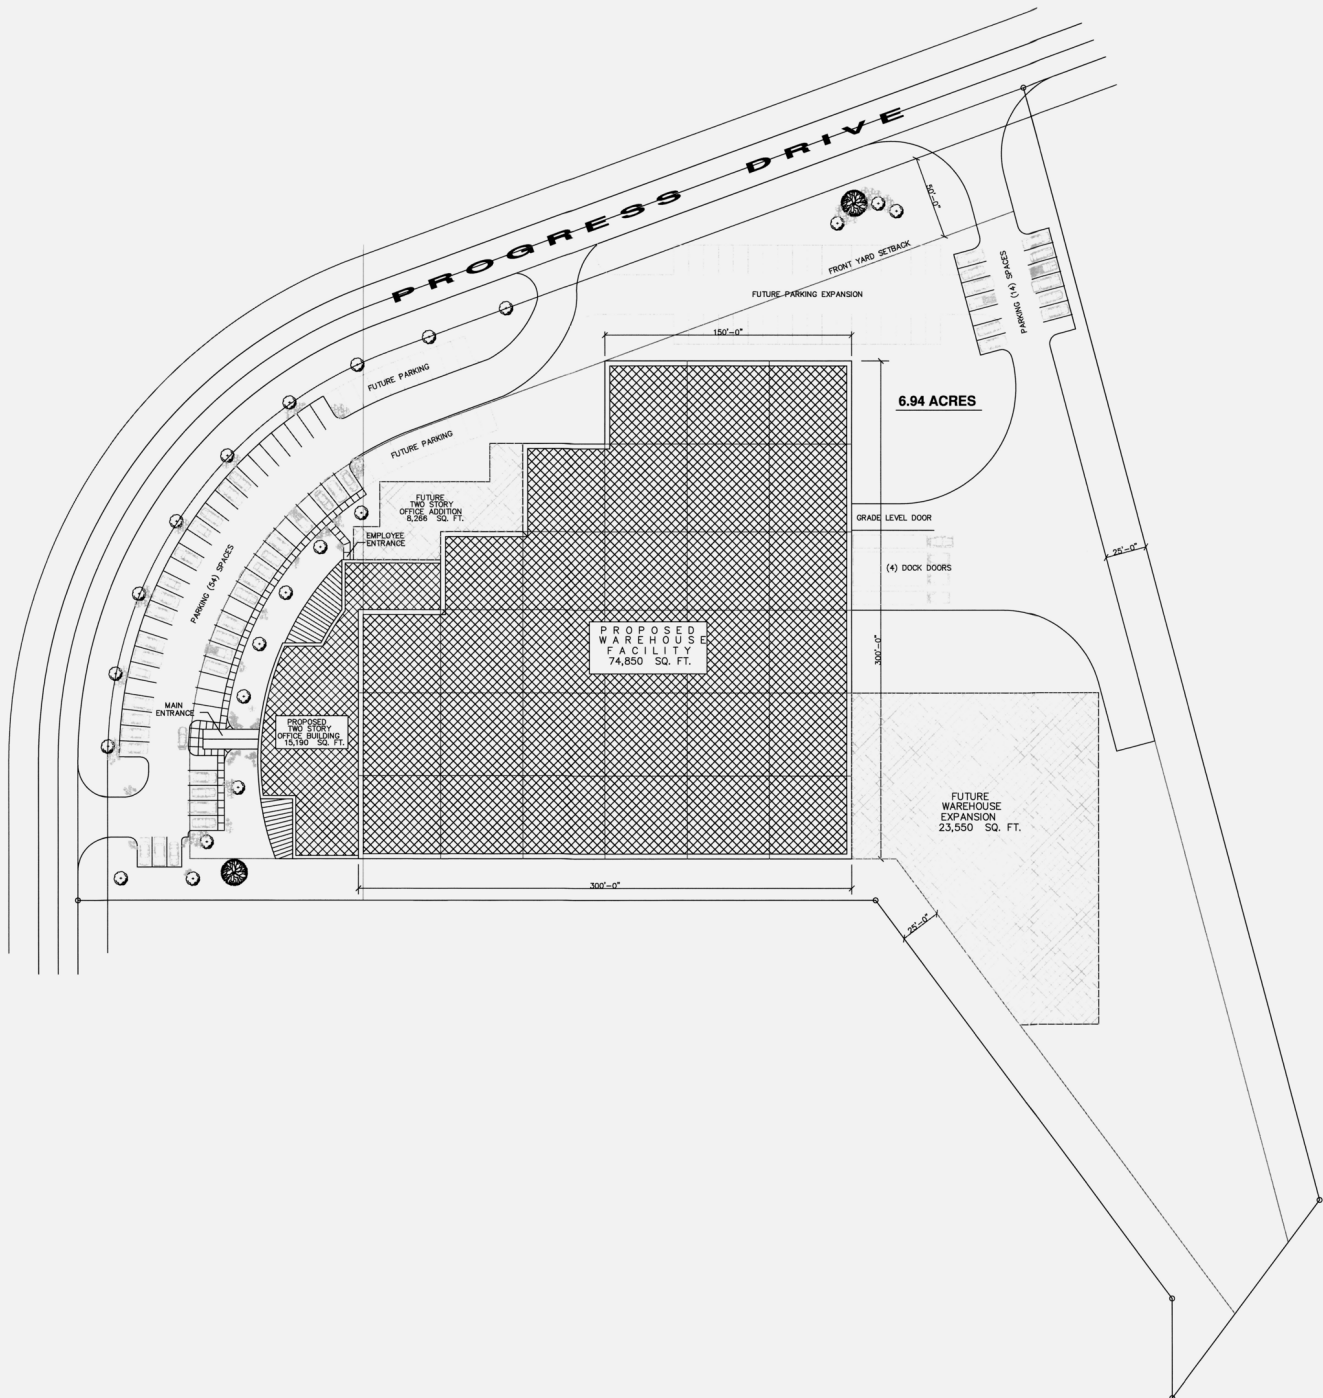 PROGRESS DRIVE
50'-0"
FRONT YARD SETBACK
PARKING (14) SPACES
FUTURE PARKING EXPANSION
150'-0"
FUTURE PARKING
6.94 ACRES
FUTURE PARKING
FUTURE
TWO STORY
OFFICE ADDITION
8,266 SQ. FT.
GRADE LEVEL DOOR
EMPLOYEE
ENTRANCE
25'-0"
(4) DOCK DOORS
PARKING (54) SPACES
PROPOSED
WAREHOUSE
FACILITY
74,850 SQ. FT.
300'-0"
MAIN
ENTRANCE
PROPOSED
TWO STORY
OFFICE BUILDING
15,190 SQ. FT.
FUTURE
WAREHOUSE
EXPANSION
23,550 SQ. FT.
300'-0"
25'-0"